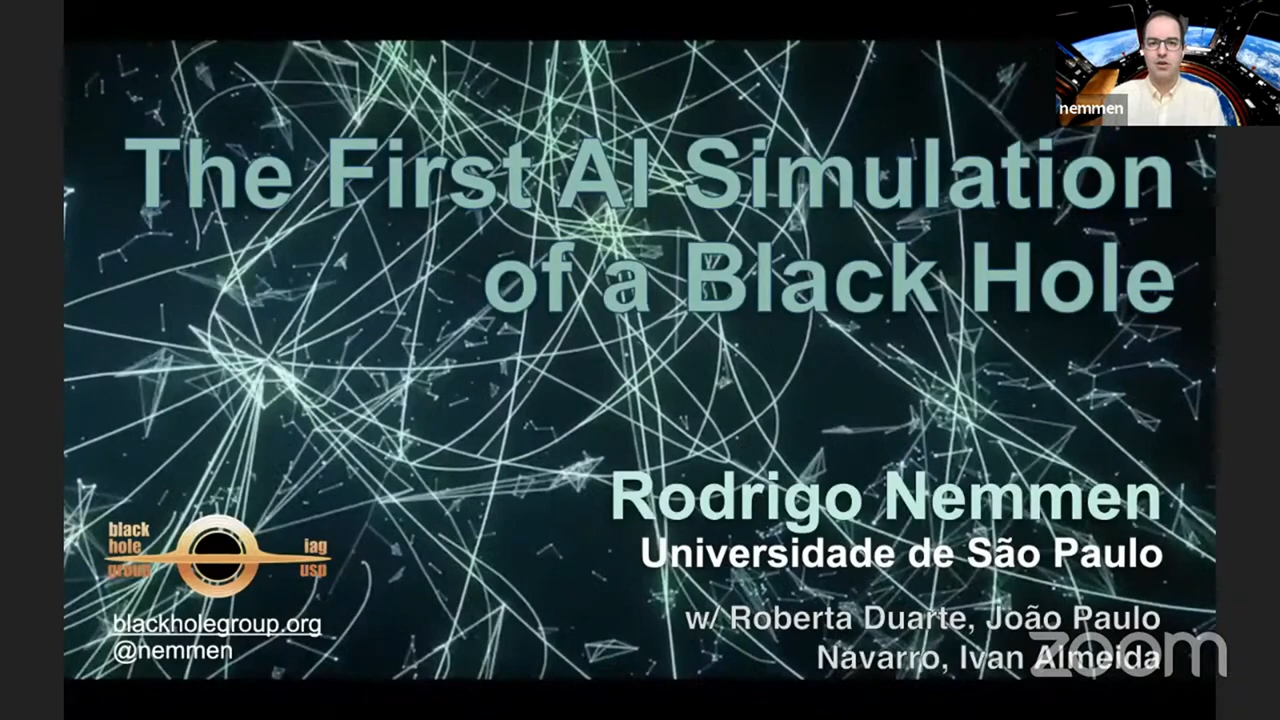 nemmen
The First AI Simulation
of a Black Hole
Rodrigo Nemmen
Universidade de São Paulo
w/ Roberta Duarte, João Paulo
Navarro, Ivan Almeida
black
hole
group
iag
usp
blackholegroup.org
@nemmen
zoom